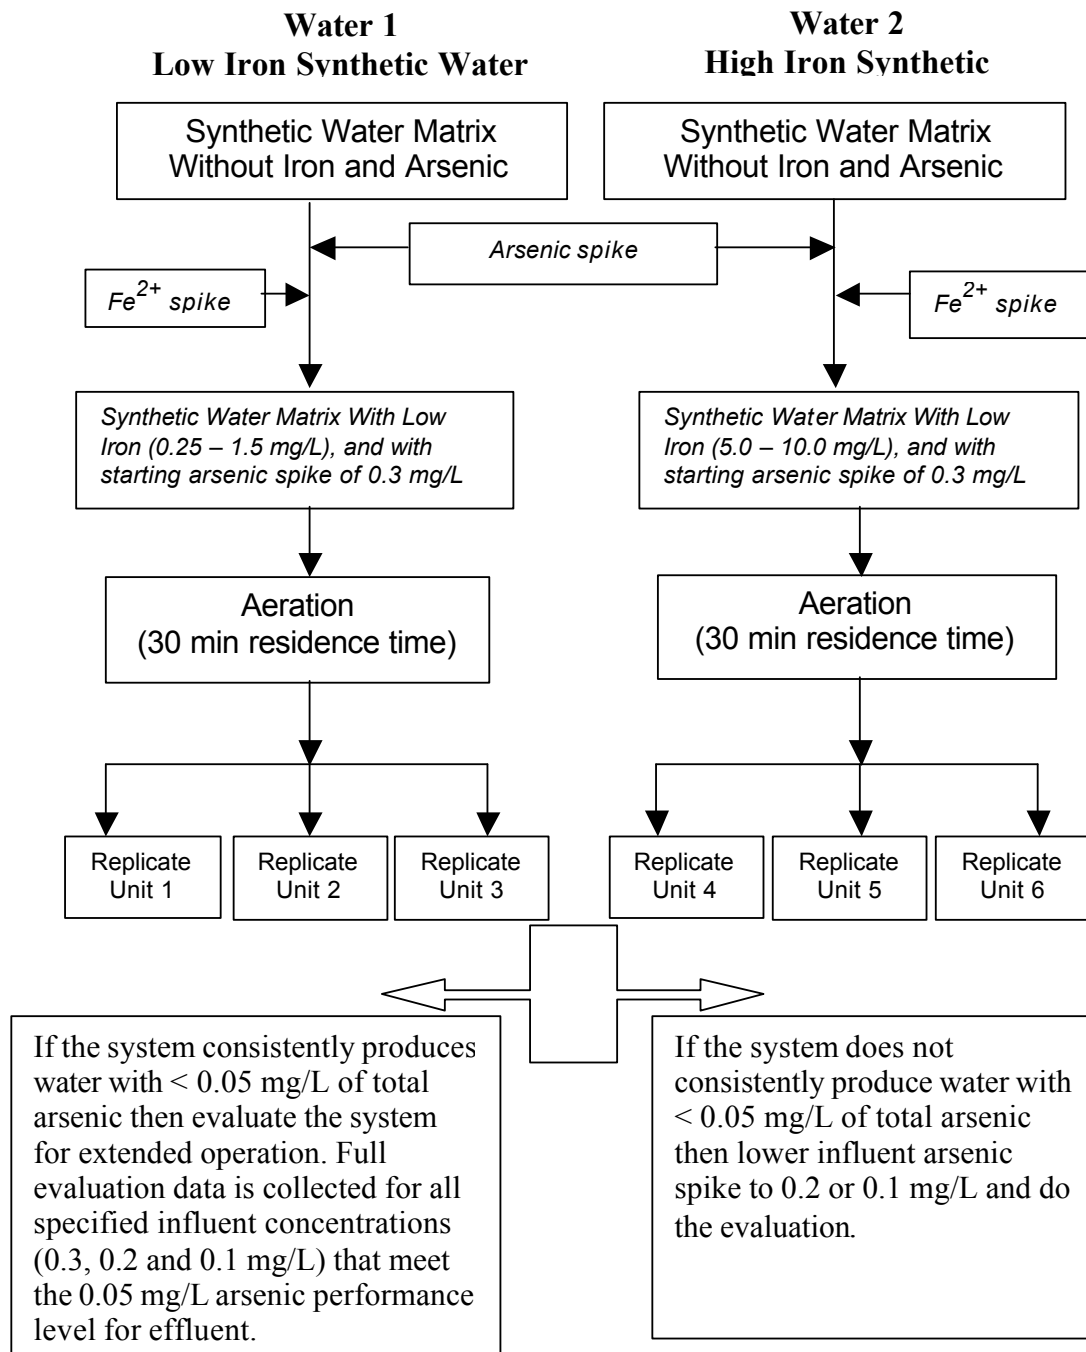 Water 1
Low Iron Synthetic Water
Water 2
High Iron Synthetic
Synthetic Water Matrix
Without Iron and Arsenic
Synthetic Water Matrix
Without Iron and Arsenic
Arsenic spike
Fe2+ spike
Fe2+ spike
Synthetic Water Matrix With Low
Iron (0.25 – 1.5 mg/L), and with
starting arsenic spike of 0.3 mg/L
Synthetic Water Matrix With Low
Iron (5.0 – 10.0 mg/L), and with
starting arsenic spike of 0.3 mg/L
Aeration
(30 min residence time)
Aeration
(30 min residence time)
Replicate
Unit 1
Replicate
Unit 2
Replicate
Unit 3
Replicate
Unit 4
Replicate
Unit 5
Replicate
Unit 6
If the system consistently produces
water with < 0.05 mg/L of total
arsenic then evaluate the system
for extended operation. Full
evaluation data is collected for all
specified influent concentrations
(0.3, 0.2 and 0.1 mg/L) that meet
the 0.05 mg/L arsenic performance
level for effluent.
If the system does not
consistently produce water with
< 0.05 mg/L of total arsenic
then lower influent arsenic
spike to 0.2 or 0.1 mg/L and do
the evaluation.